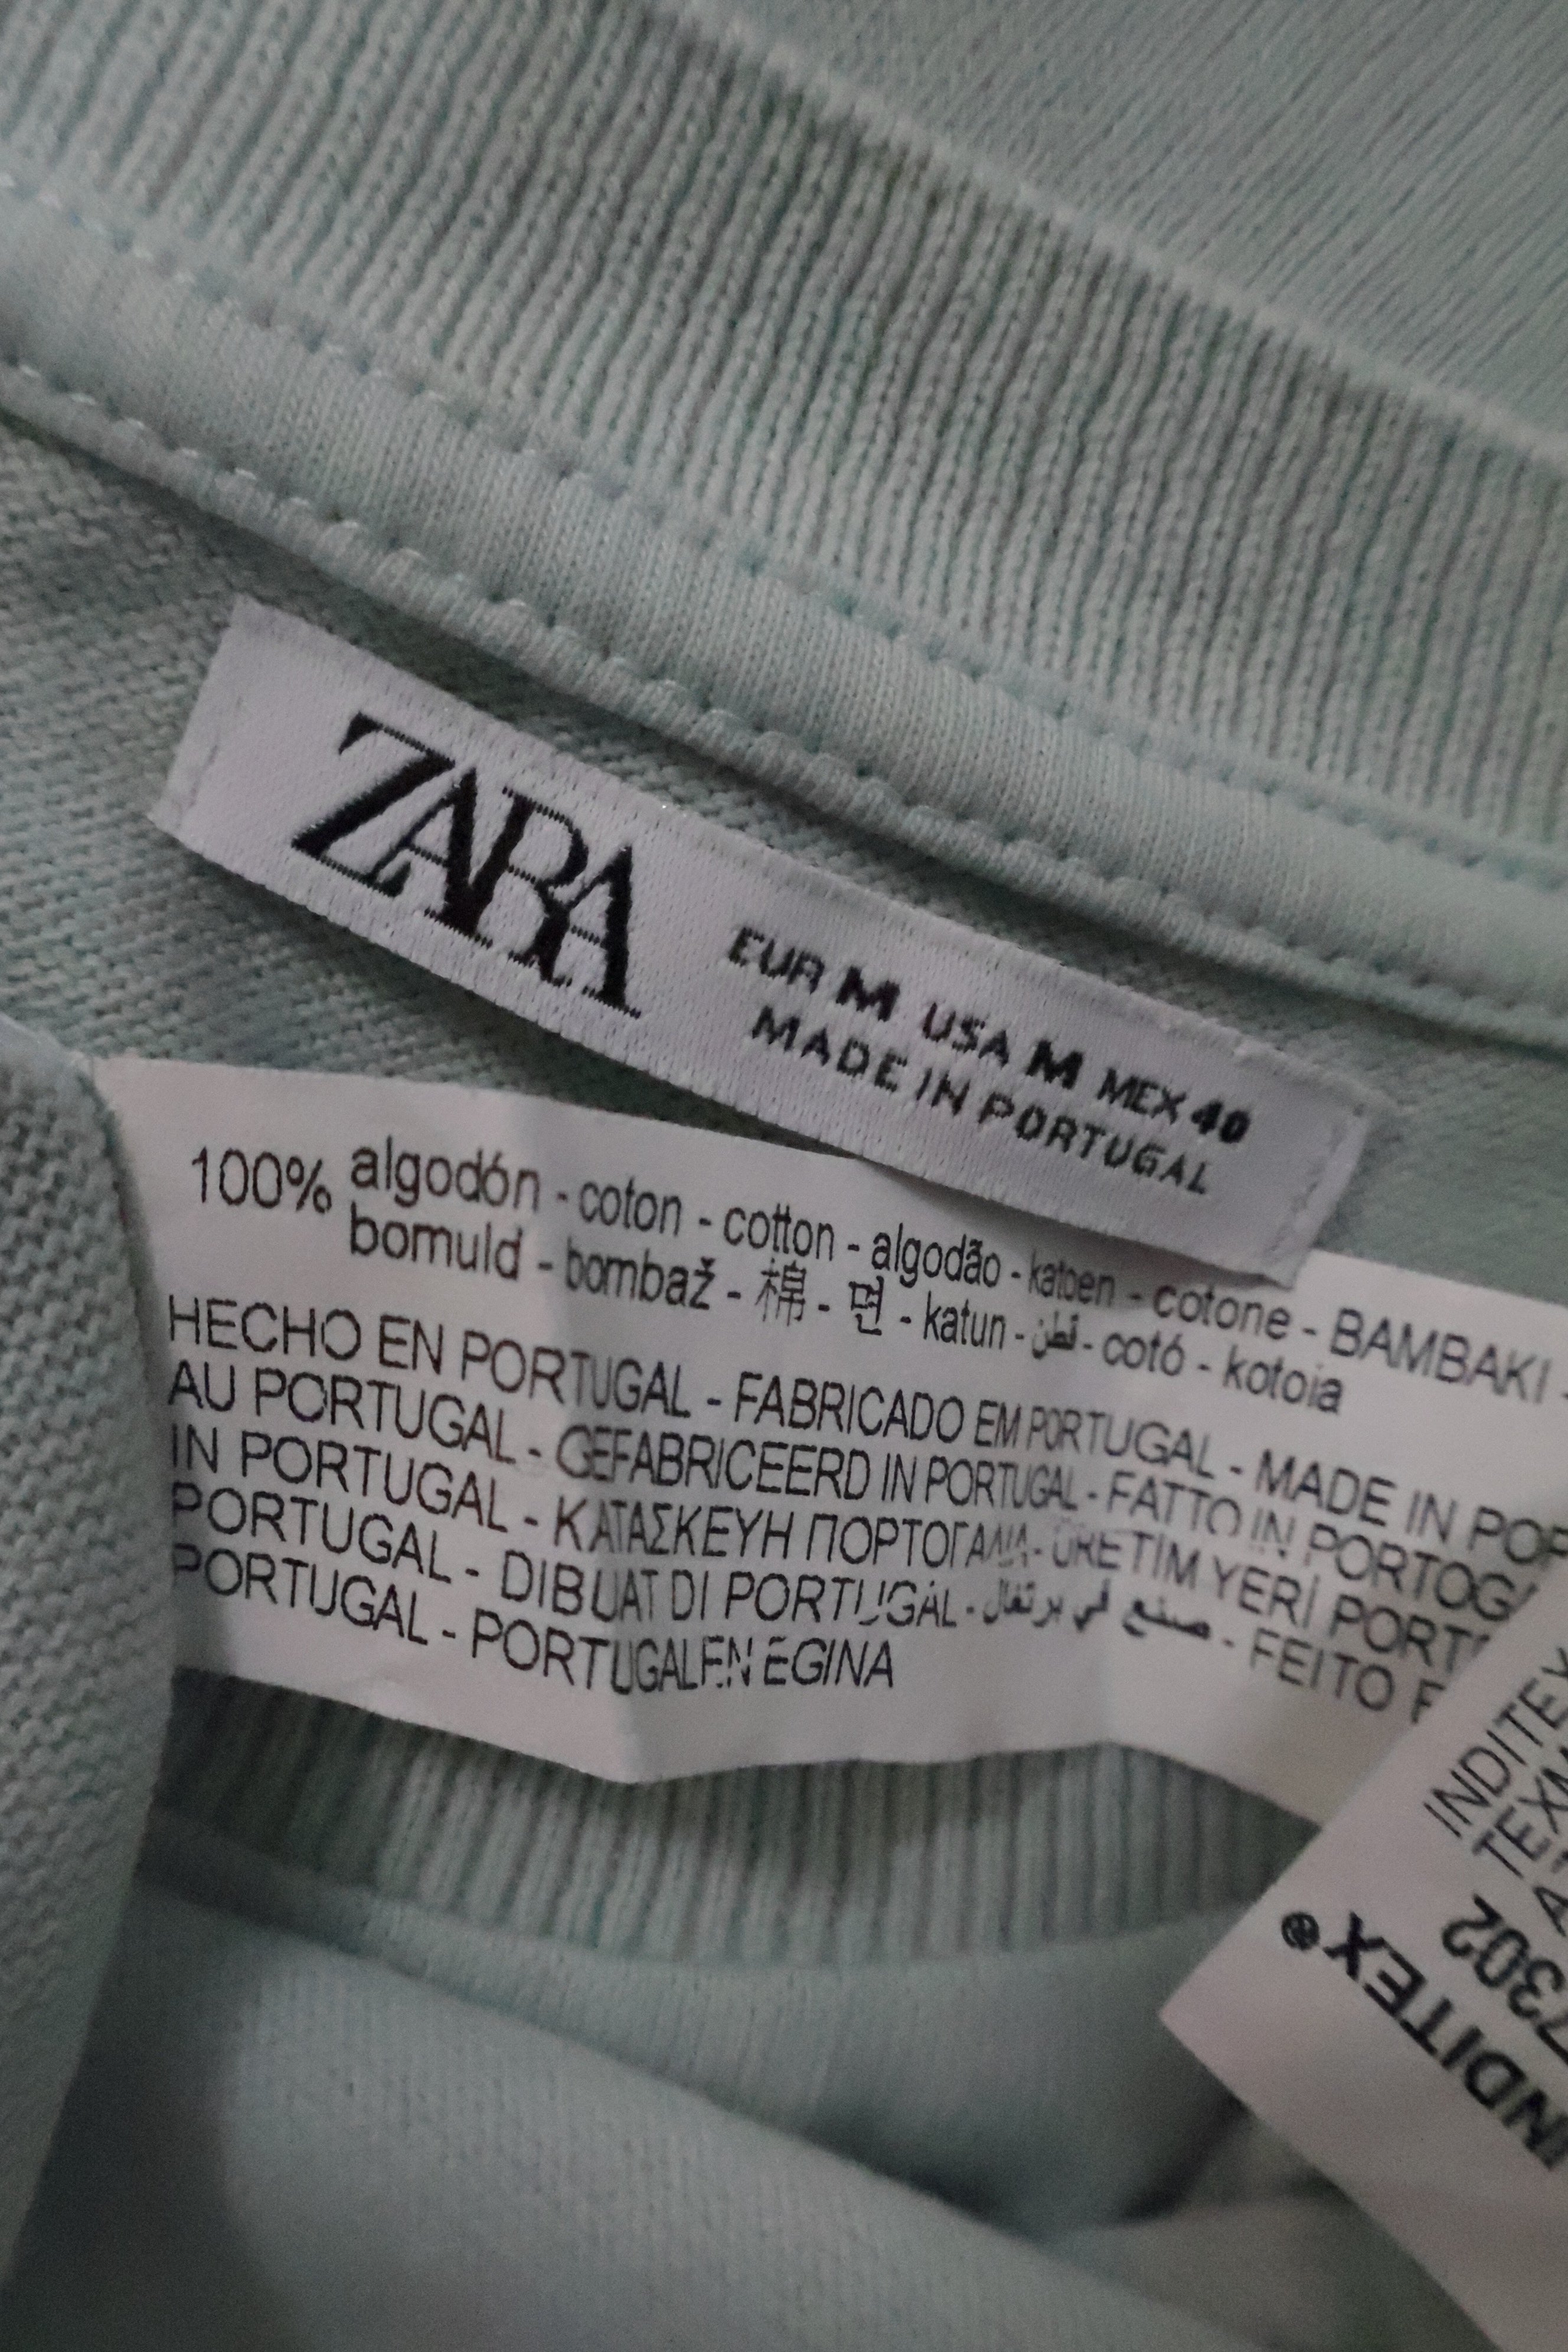 ZARA
EUR M USA M MEX 40
MADE IN PORTUGAL
100% algodón - coton - cotton - algodão - katoen - cotone - BAMBAKI -
bomuld - bombaž - 棉 - 면 - katun - قطن - cotó - kotoia
HECHO EN PORTUGAL - FABRICADO EM PORTUGAL - MADE IN
AU PORTUGAL - GEFABRICEERD IN PORTUGAL - FATTO IN
IN PORTUGAL - ΚΑΤΑΣΚΕΥΗ ΠΟΡΤΟΓΑΛΙΑ - ÜRETİM YERİ
PORTUGAL - DIBUAT DI PORTUGAL - صنع في برتغال - FEITO
PORTUGAL - PORTUGALEN EGINA
INDITEX
INDITEX®